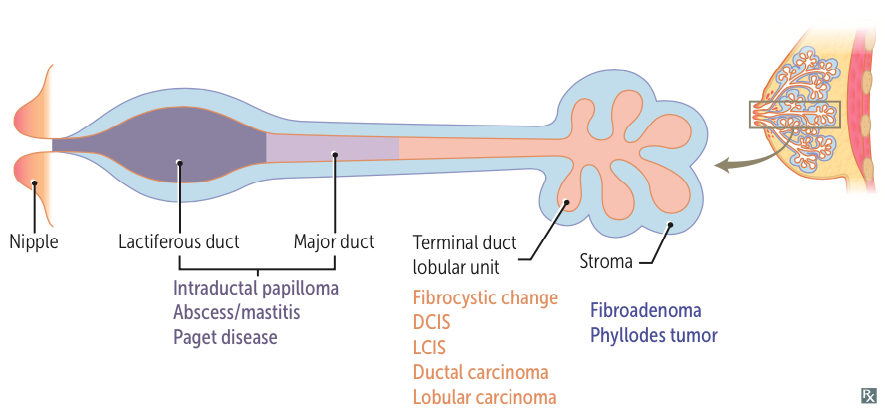 Nipple
Lactiferous duct
Major duct
Intraductal papilloma
Abscess/mastitis
Paget disease
Terminal duct
lobular unit
Fibrocystic change
DCIS
LCIS
Ductal carcinoma
Lobular carcinoma
Stroma
Fibroadenoma
Phyllodes tumor
Rx